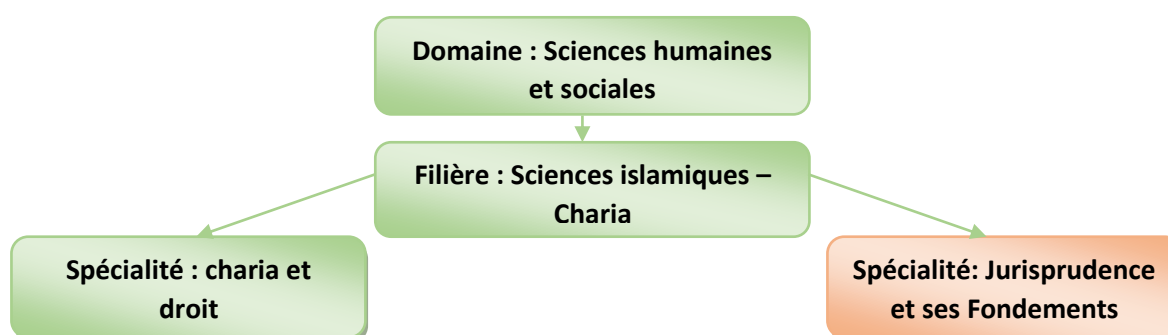 Domaine : Sciences humaines
et sociales
Filière : Sciences islamiques –
Charia
Spécialité : charia et
droit
Spécialité: Jurisprudence
et ses Fondements